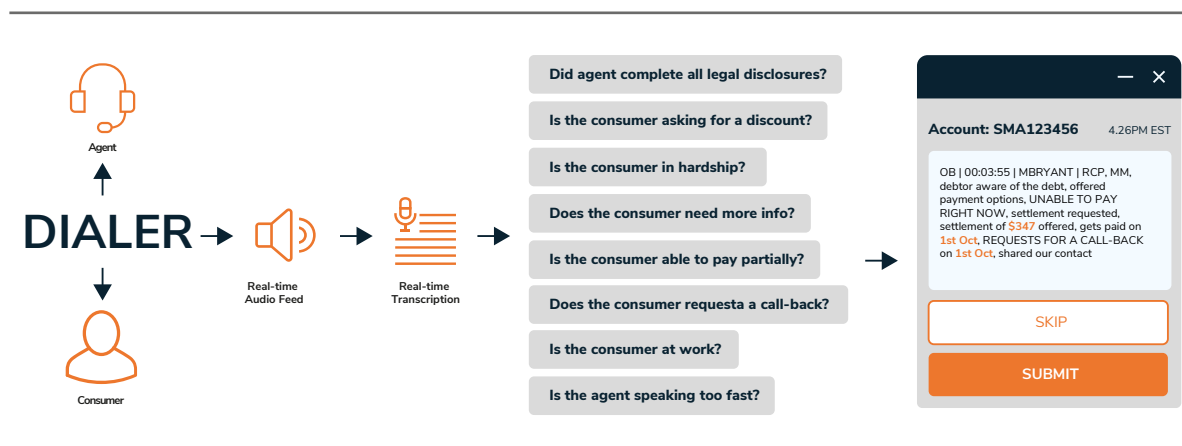 Agent
DIALER
Consumer
Real-time
Audio Feed
Real-time
Transcription
Did agent complete all legal disclosures?
Is the consumer asking for a discount?
Is the consumer in hardship?
Does the consumer need more info?
Is the consumer able to pay partially?
Does the consumer requesta a call-back?
Is the consumer at work?
Is the agent speaking too fast?
Account: SMA123456 4.26PM EST
OB | 00:03:55 | MBRYANT | RCP, MM,
debtor aware of the debt, offered
payment options, UNABLE TO PAY
RIGHT NOW, settlement requested,
settlement of $347 offered, gets paid on
1st Oct, REQUESTS FOR A CALL-BACK
on 1st Oct, shared our contact
SKIP
SUBMIT